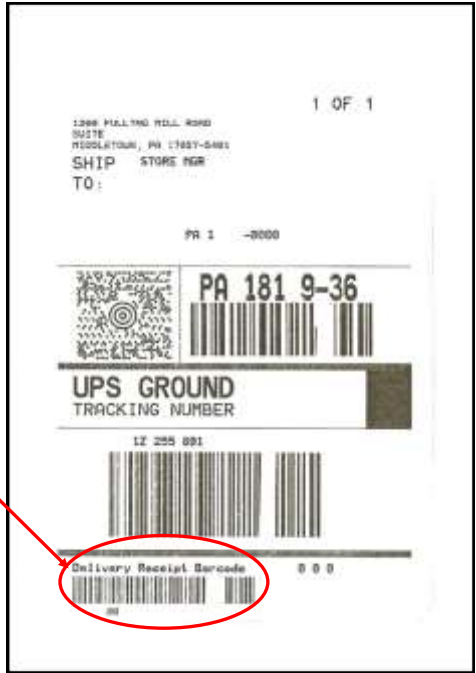 1 OF 1
1200 FULLING MILL ROAD
SUITE
MIDDLETOWN, PA 17057-5401
SHIP STORE MGR
TO:
PA 1 -0000
PA 181 9-36
UPS GROUND
TRACKING NUMBER
1Z 255 881
Delivery Receipt Barcode 0 0 0